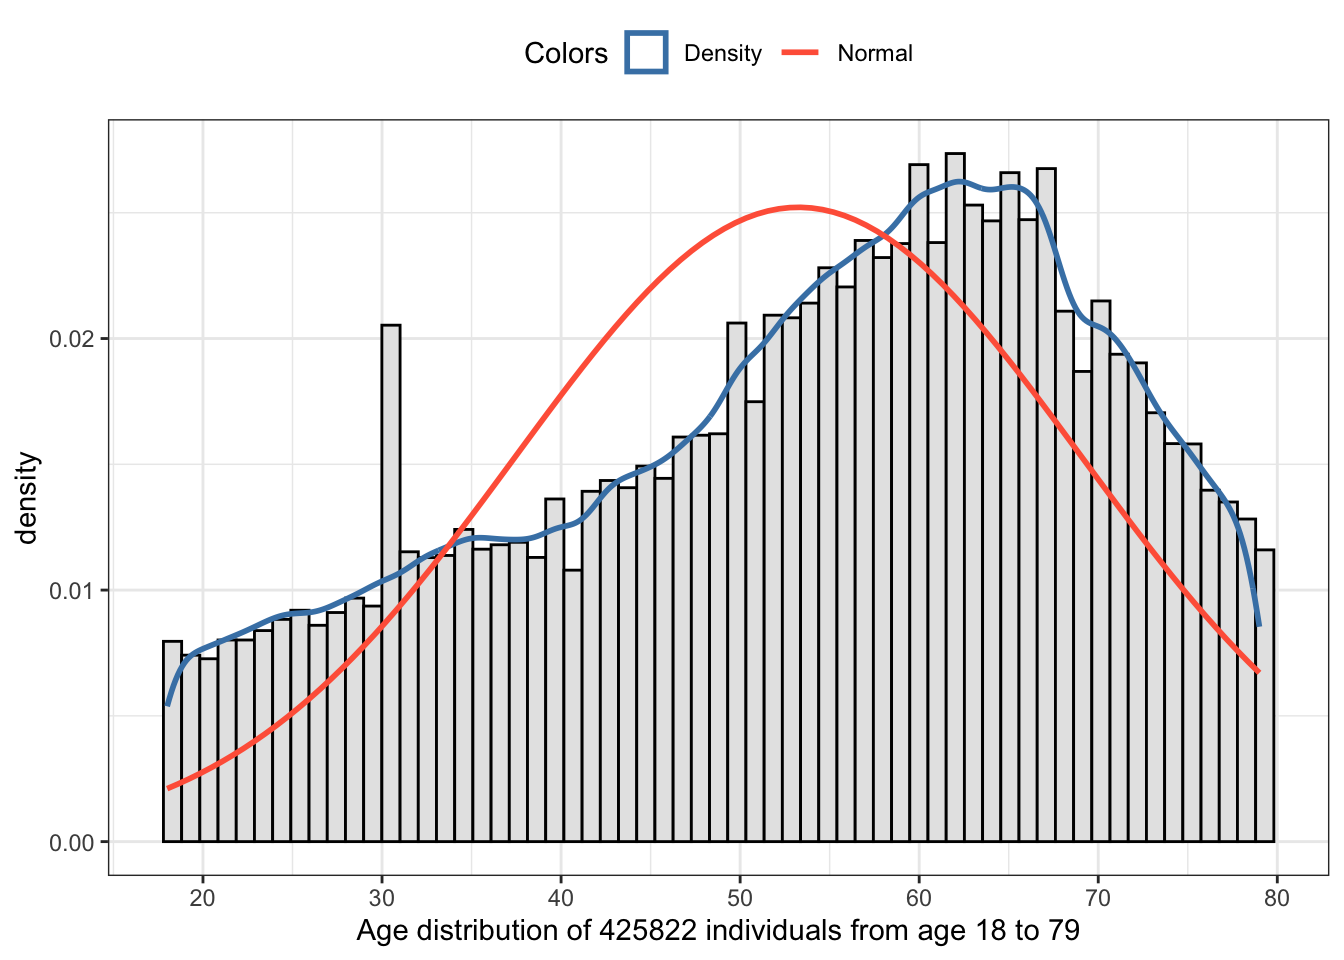 Colors Density Normal
density
0.02
0.01
0.00
20 30 40 50 60 70 80
Age distribution of 425822 individuals from age 18 to 79